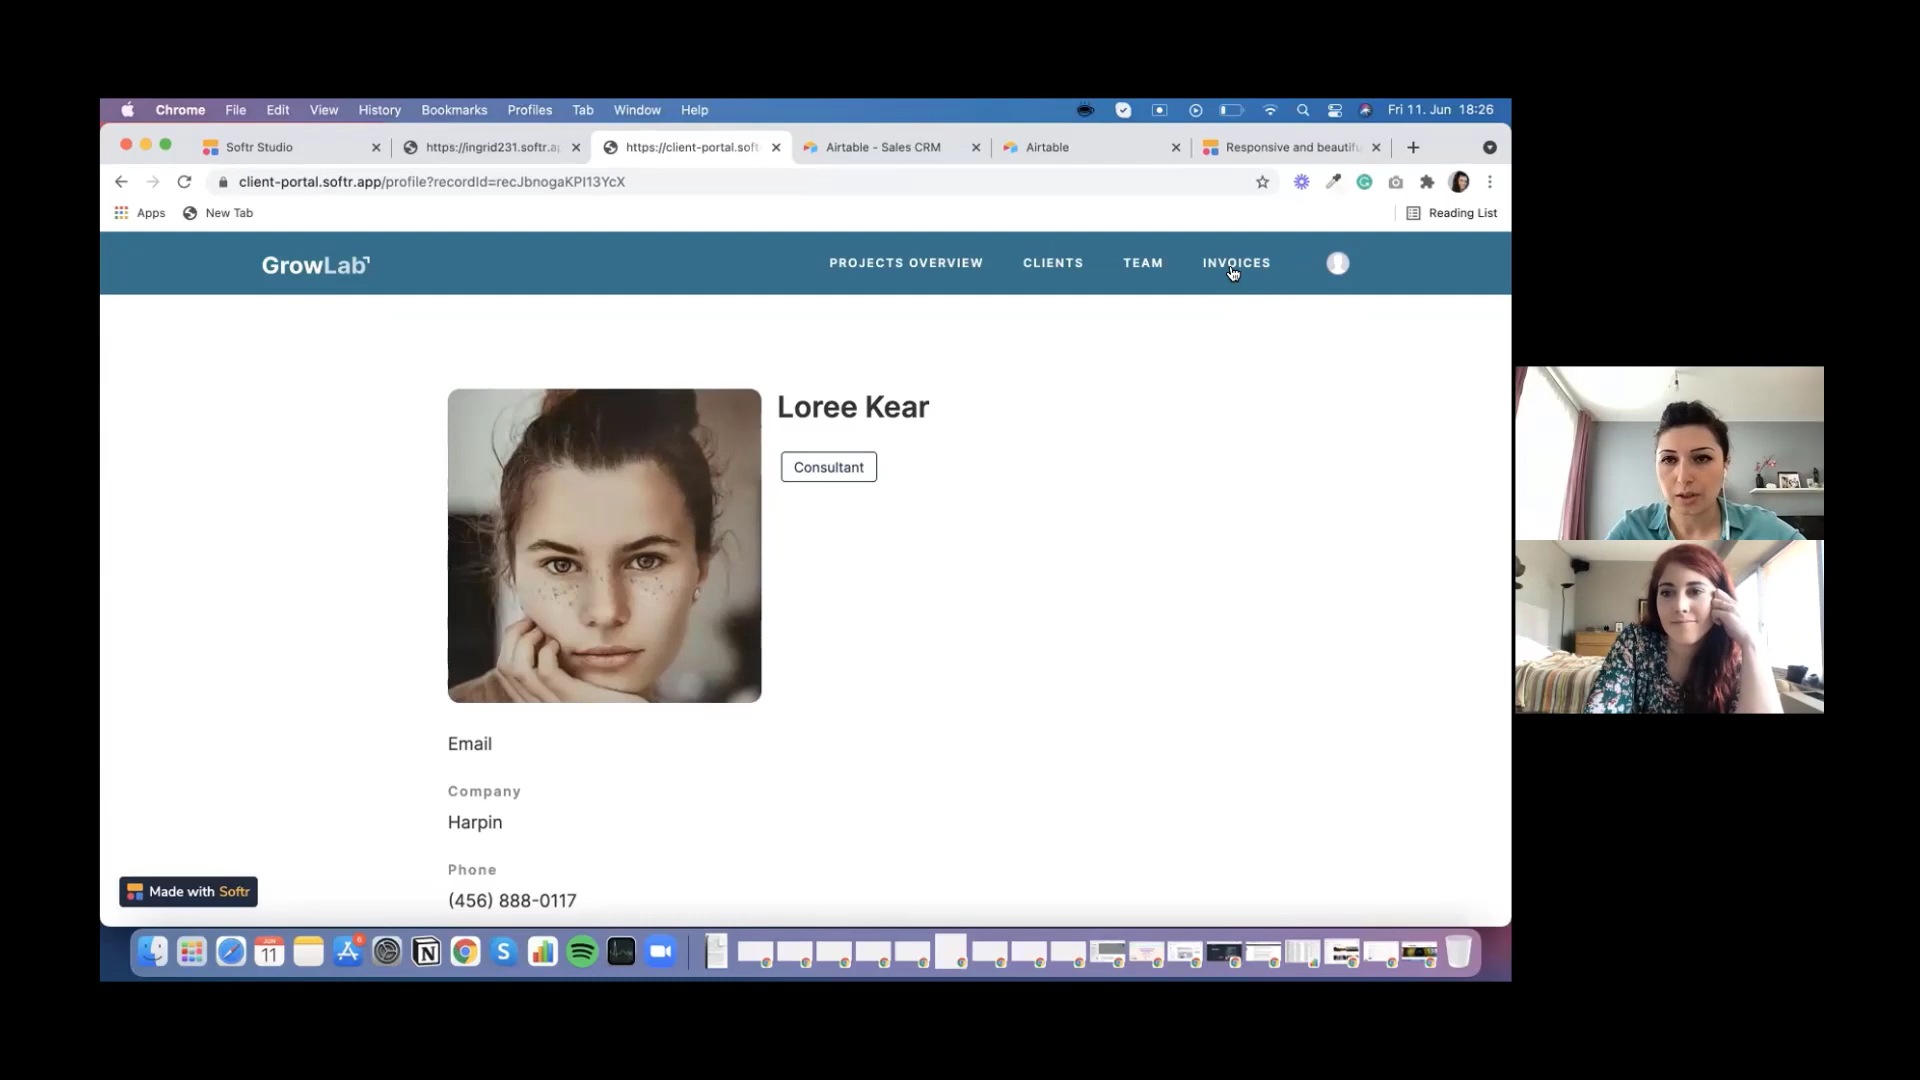 Chrome File Edit View History Bookmarks Profiles Tab Window Help Fri 11. Jun 18:26
Softr Studio https://ingrid231.softr.a https://client-portal.soft Airtable - Sales CRM Airtable Responsive and beautifu
client-portal.softr.app/profile?recordId=recJbnogaKPI13YcX
Apps New Tab Reading List
GrowLab PROJECTS OVERVIEW CLIENTS TEAM INVOICES
Loree Kear
Consultant
Email
Company
Harpin
Phone
(456) 888-0117
Made with Softr
JUN
11